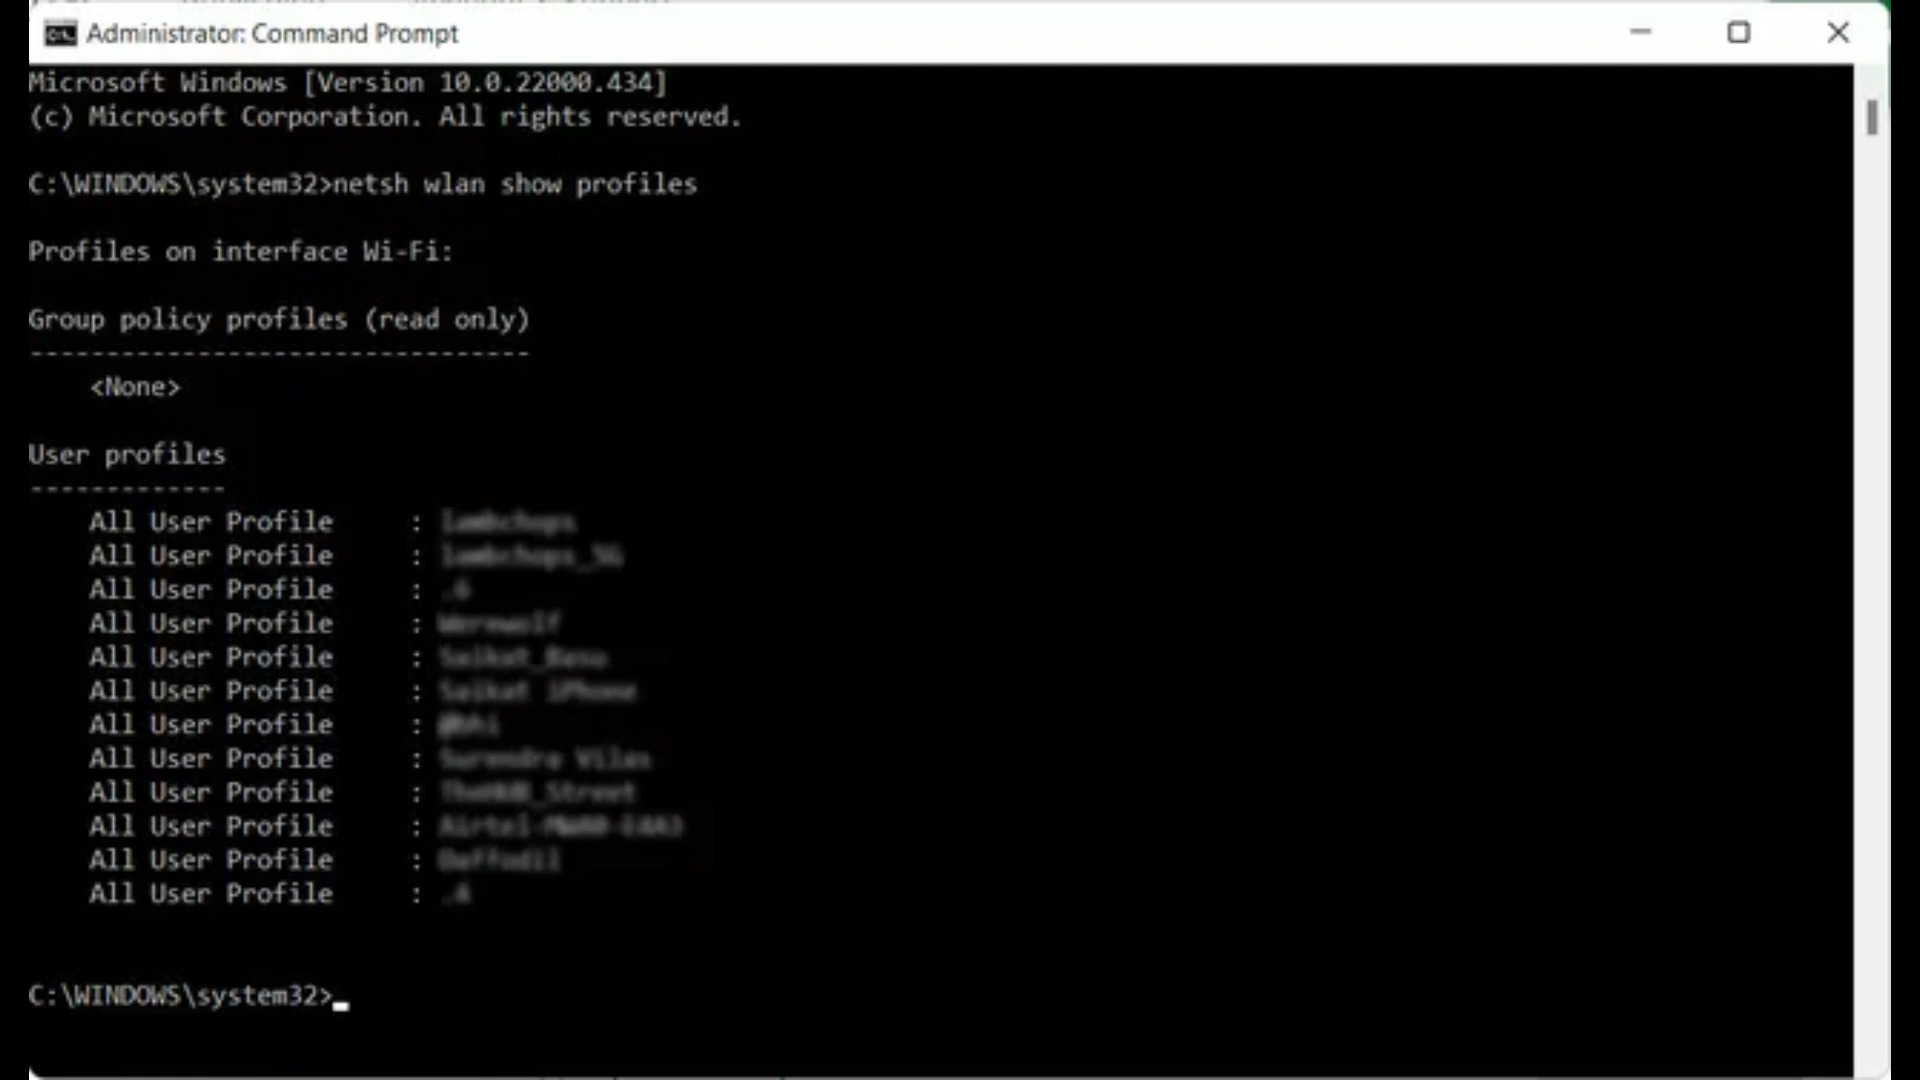 Administrator: Command Prompt
Microsoft Windows [Version 10.0.22000.434]
(c) Microsoft Corporation. All rights reserved.
C:\WINDOWS\system32>netsh wlan show profiles
Profiles on interface Wi-Fi:
Group policy profiles (read only)
---------------------------------
<None>
User profiles
-------------
All User Profile     :
All User Profile     :
All User Profile     :
All User Profile     :
All User Profile     :
All User Profile     :
All User Profile     :
All User Profile     :
All User Profile     :
All User Profile     :
All User Profile     :
All User Profile     :
C:\WINDOWS\system32>